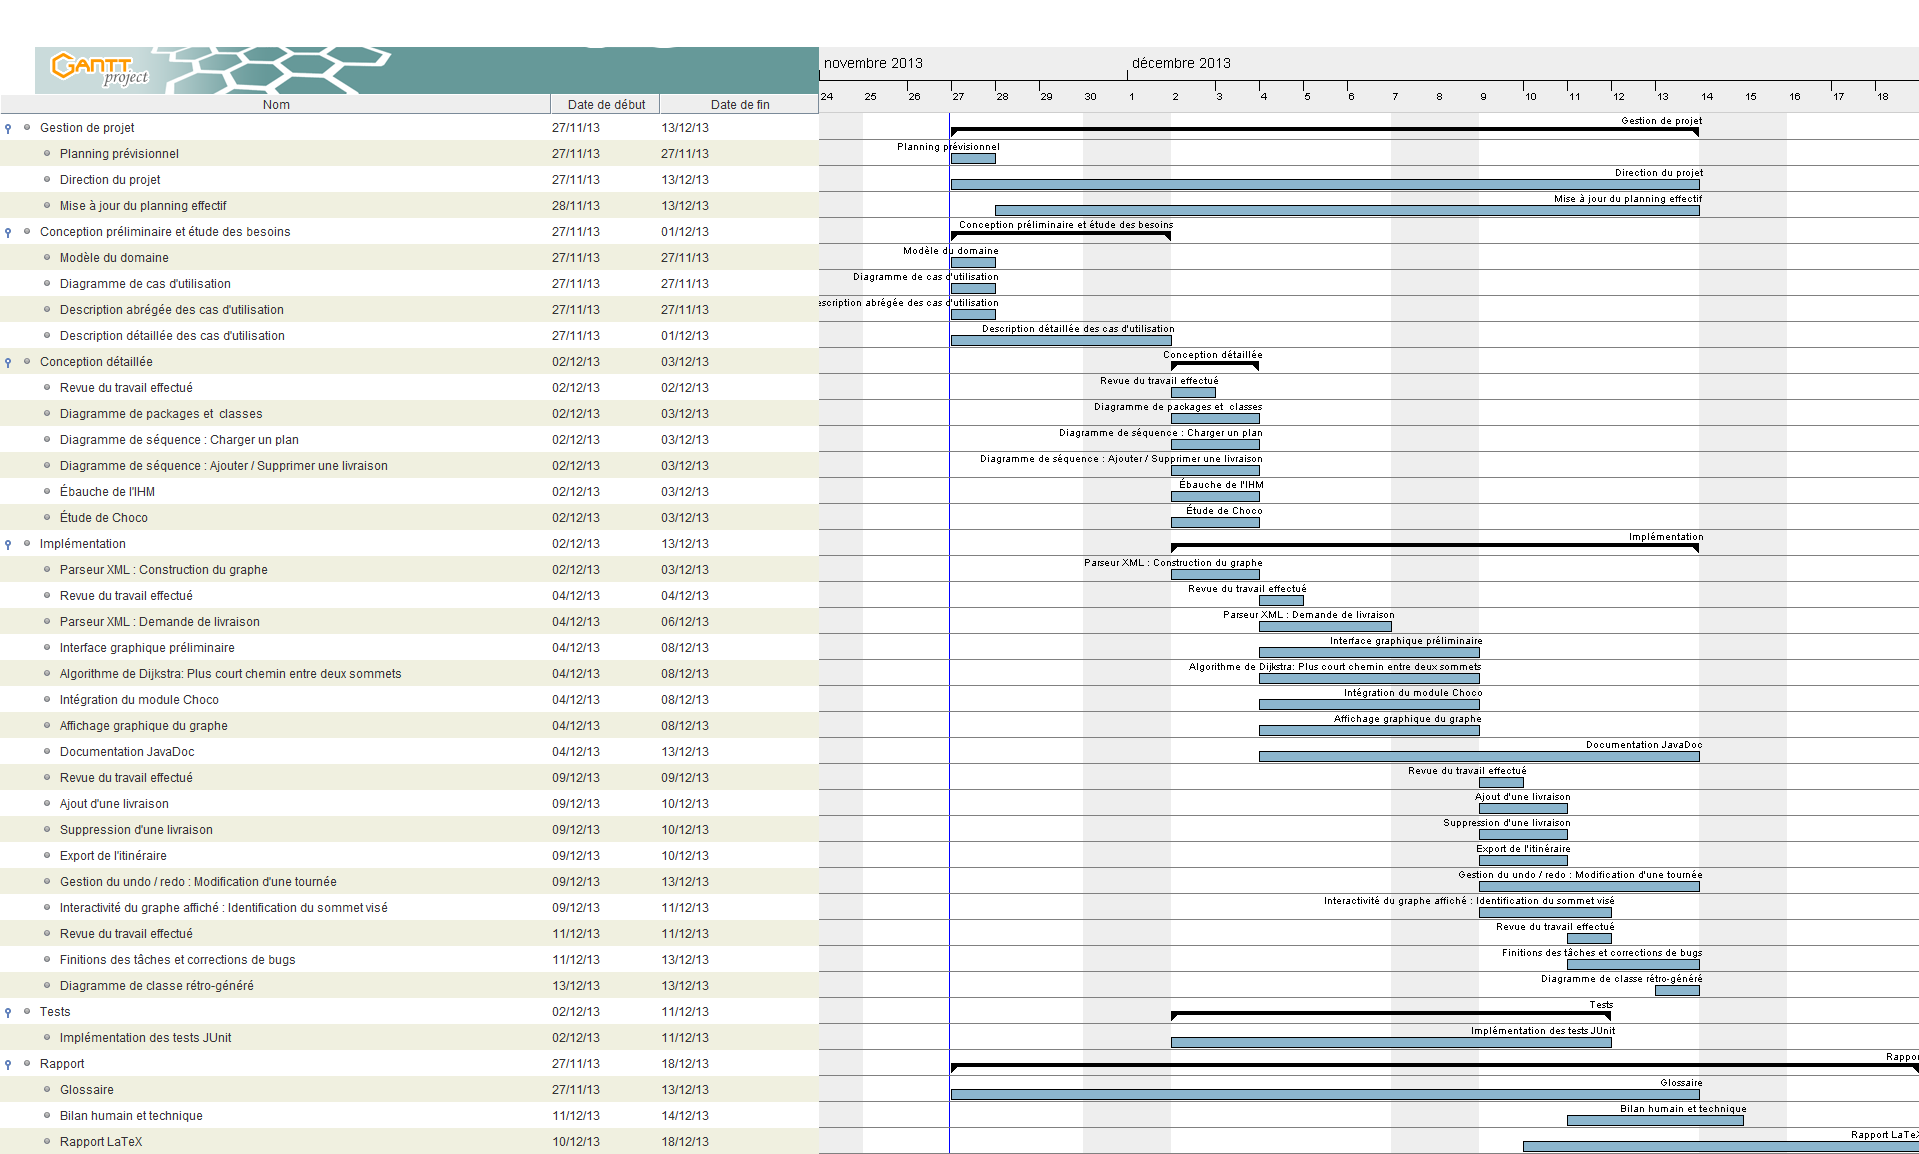 GANTT
project
novembre 2013 décembre 2013
24 25 26 27 28 29 30 1 2 3 4 5 6 7 8 9 10 11 12 13 14 15 16 17 18
Nom Date de début Date de fin
Gestion de projet 27/11/13 13/12/13 Gestion de projet
Planning prévisionnel 27/11/13 27/11/13 Planning prévisionnel
Direction du projet 27/11/13 13/12/13 Direction du projet
Mise à jour du planning effectif 28/11/13 13/12/13 Mise à jour du planning effectif
Conception préliminaire et étude des besoins 27/11/13 01/12/13 Conception préliminaire et étude des besoins
Modèle du domaine 27/11/13 27/11/13 Modèle du domaine
Diagramme de cas d'utilisation 27/11/13 27/11/13 Diagramme de cas d'utilisation
Description abrégée des cas d'utilisation 27/11/13 27/11/13 escription abrégée des cas d'utilisation
Description détaillée des cas d'utilisation 27/11/13 01/12/13 Description détaillée des cas d'utilisation
Conception détaillée 02/12/13 03/12/13 Conception détaillée
Revue du travail effectué 02/12/13 02/12/13 Revue du travail effectué
Diagramme de packages et classes 02/12/13 03/12/13 Diagramme de packages et classes
Diagramme de séquence : Charger un plan 02/12/13 03/12/13 Diagramme de séquence : Charger un plan
Diagramme de séquence : Ajouter / Supprimer une livraison 02/12/13 03/12/13 Diagramme de séquence : Ajouter / Supprimer une livraison
Ébauche de l'IHM 02/12/13 03/12/13 Ébauche de l'IHM
Étude de Choco 02/12/13 03/12/13 Étude de Choco
Implémentation 02/12/13 13/12/13 Implémentation
Parseur XML : Construction du graphe 02/12/13 03/12/13 Parseur XML : Construction du graphe
Revue du travail effectué 04/12/13 04/12/13 Revue du travail effectué
Parseur XML : Demande de livraison 04/12/13 06/12/13 Parseur XML : Demande de livraison
Interface graphique préliminaire 04/12/13 08/12/13 Interface graphique préliminaire
Algorithme de Dijkstra: Plus court chemin entre deux sommets 04/12/13 08/12/13 Algorithme de Dijkstra: Plus court chemin entre deux sommets
Intégration du module Choco 04/12/13 08/12/13 Intégration du module Choco
Affichage graphique du graphe 04/12/13 08/12/13 Affichage graphique du graphe
Documentation JavaDoc 04/12/13 13/12/13 Documentation JavaDoc
Revue du travail effectué 09/12/13 09/12/13 Revue du travail effectué
Ajout d'une livraison 09/12/13 10/12/13 Ajout d'une livraison
Suppression d'une livraison 09/12/13 10/12/13 Suppression d'une livraison
Export de l'itinéraire 09/12/13 10/12/13 Export de l'itinéraire
Gestion du undo / redo : Modification d'une tournée 09/12/13 13/12/13 Gestion du undo / redo : Modification d'une tournée
Interactivité du graphe affiché : Identification du sommet visé 09/12/13 11/12/13 Interactivité du graphe affiché : Identification du sommet visé
Revue du travail effectué 11/12/13 11/12/13 Revue du travail effectué
Finitions des tâches et corrections de bugs 11/12/13 13/12/13 Finitions des tâches et corrections de bugs
Diagramme de classe rétro-généré 13/12/13 13/12/13 Diagramme de classe rétro-généré
Tests 02/12/13 11/12/13 Tests
Implémentation des tests JUnit 02/12/13 11/12/13 Implémentation des tests JUnit
Rapport 27/11/13 18/12/13 Rappor
Glossaire 27/11/13 13/12/13 Glossaire
Bilan humain et technique 11/12/13 14/12/13 Bilan humain et technique
Rapport LaTeX 10/12/13 18/12/13 Rapport LaTeX